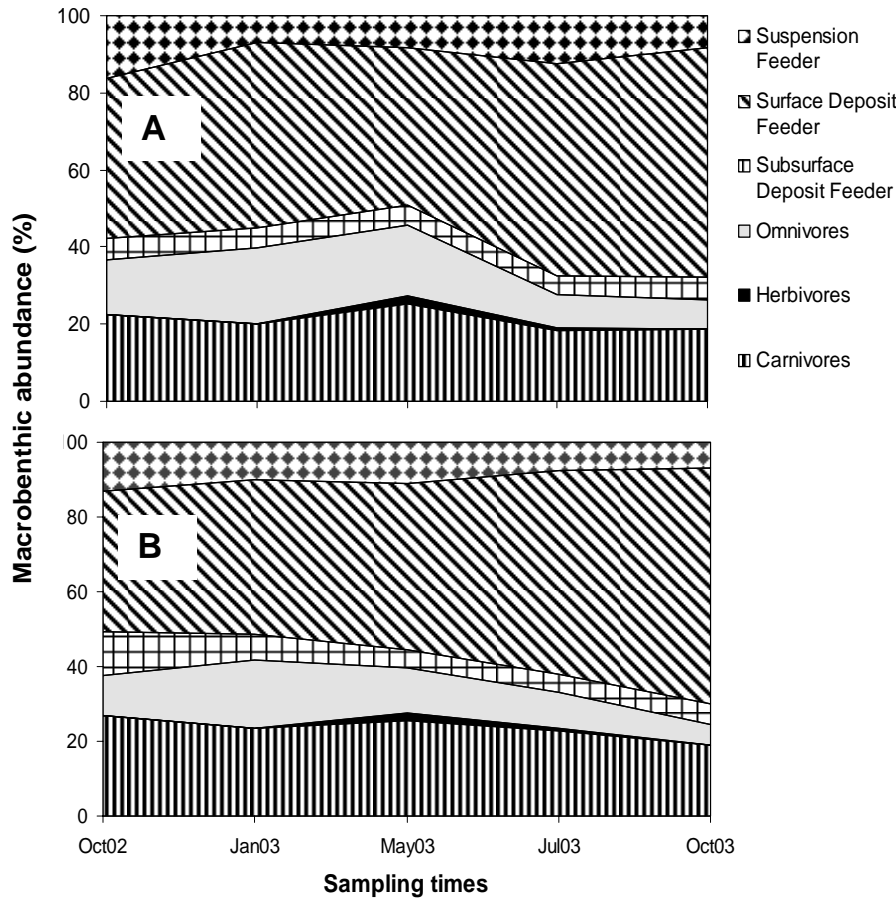 100
80
60
40
20
0
A
Suspension
Feeder
Surface Deposit
Feeder
Subsurface
Deposit Feeder
Omnivores
Herbivores
Carnivores
Macrobenthic abundance (%)
00
80
60
40
20
0
B
Oct02 Jan03 May03 Jul03 Oct03
Sampling times